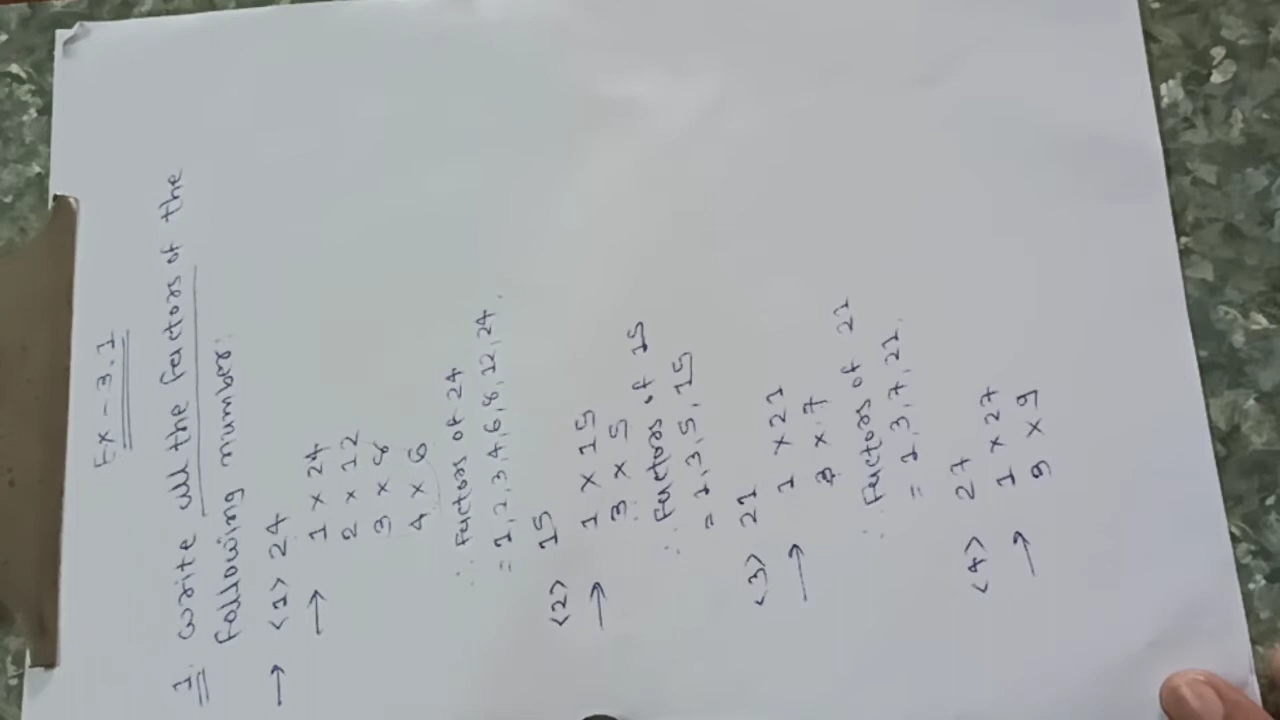 Ex - 3.1
1. write all the factors of the
following number:
→ <1> 24
→ 1 × 24
2 × 12
3 × 8
4 × 6
∴ Factors of 24
= 1,2,3,4,6,8,12,24.
<2> 15
→ 1 × 15
3 × 5
∴ Factors of 15
= 1,3,5,15
<3> 21
→ 1 × 21
3 × 7
∴ Factors of 21
= 1,3,7,21.
<4> 27
→ 1 × 27
9 × 9